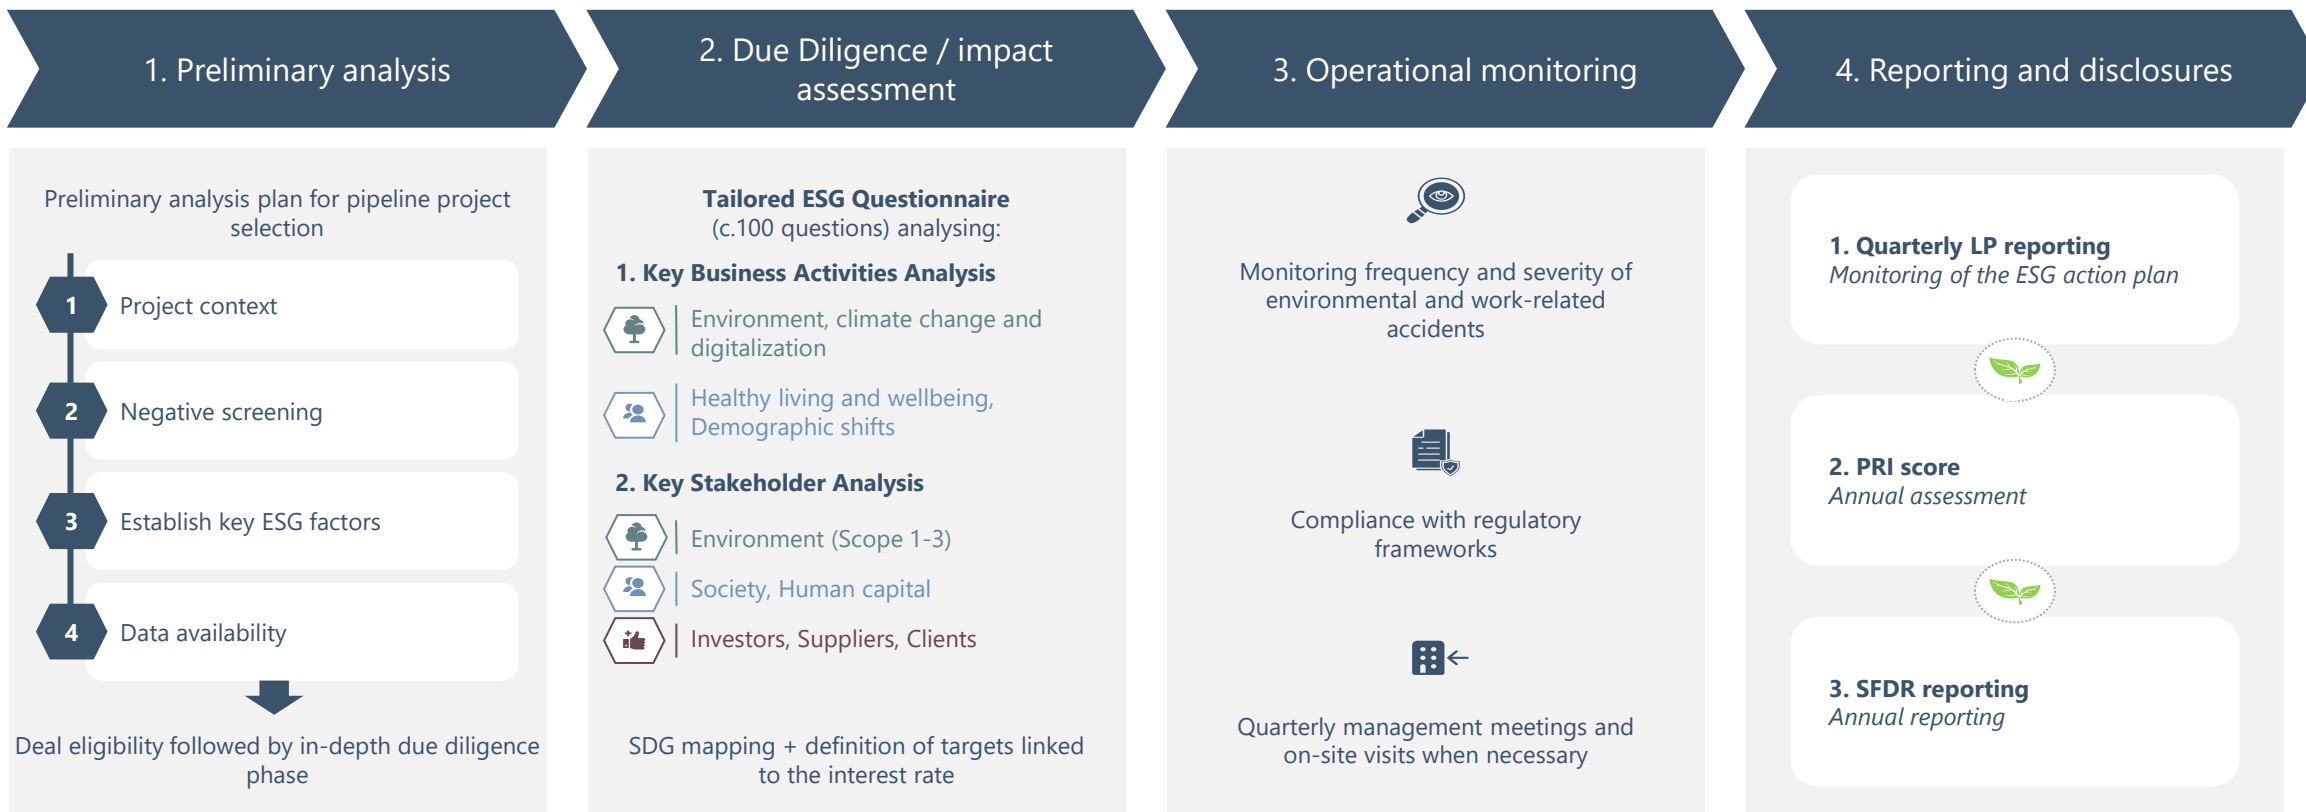 1. Preliminary analysis
2. Due Diligence / impact
assessment
3. Operational monitoring
4. Reporting and disclosures
Preliminary analysis plan for pipeline project
selection
1
Project context
2
Negative screening
3
Establish key ESG factors
4
Data availability
Deal eligibility followed by in-depth due diligence
phase
Tailored ESG Questionnaire
(c.100 questions) analysing:
1. Key Business Activities Analysis
Environment, climate change and
digitalization
Healthy living and wellbeing,
Demographic shifts
2. Key Stakeholder Analysis
Environment (Scope 1-3)
Society, Human capital
Investors, Suppliers, Clients
SDG mapping + definition of targets linked
to the interest rate
Monitoring frequency and severity of
environmental and work-related
accidents
Compliance with regulatory
frameworks
Quarterly management meetings and
on-site visits when necessary
1. Quarterly LP reporting
Monitoring of the ESG action plan
2. PRI score
Annual assessment
3. SFDR reporting
Annual reporting